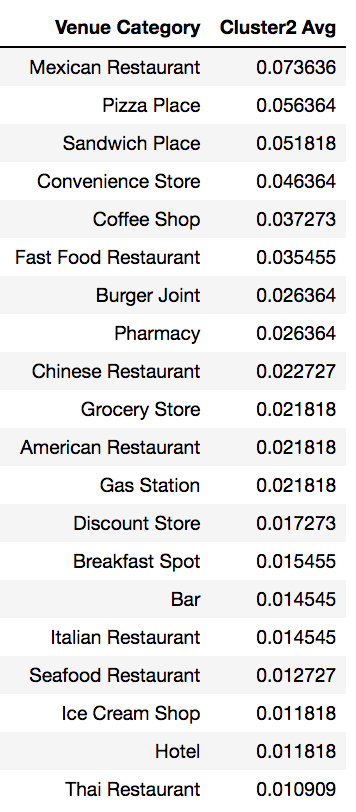 Venue Category Cluster2 Avg
Mexican Restaurant 0.073636
Pizza Place 0.056364
Sandwich Place 0.051818
Convenience Store 0.046364
Coffee Shop 0.037273
Fast Food Restaurant 0.035455
Burger Joint 0.026364
Pharmacy 0.026364
Chinese Restaurant 0.022727
Grocery Store 0.021818
American Restaurant 0.021818
Gas Station 0.021818
Discount Store 0.017273
Breakfast Spot 0.015455
Bar 0.014545
Italian Restaurant 0.014545
Seafood Restaurant 0.012727
Ice Cream Shop 0.011818
Hotel 0.011818
Thai Restaurant 0.010909